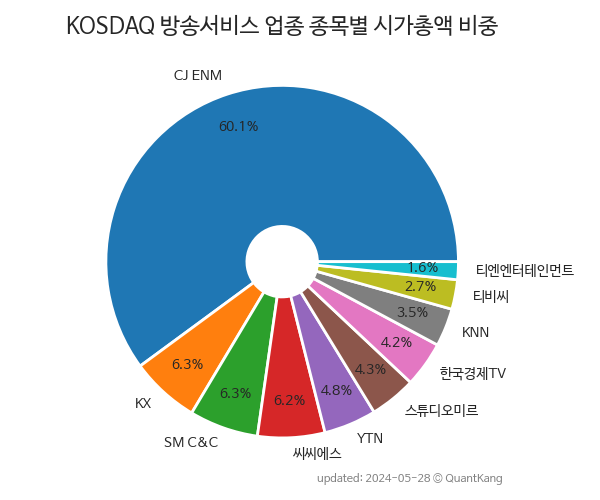 KOSDAQ 방송서비스 업종 종목별 시가총액 비중
CJ ENM
60.1%
1.6%
티엔엔터테인먼트
2.7%
티비씨
3.5%
KNN
4.2%
한국경제TV
4.3%
스튜디오미르
4.8%
YTN
6.2%
씨씨에스
6.3%
SM C&C
6.3%
KX
updated: 2024-05-28 © QuantKang